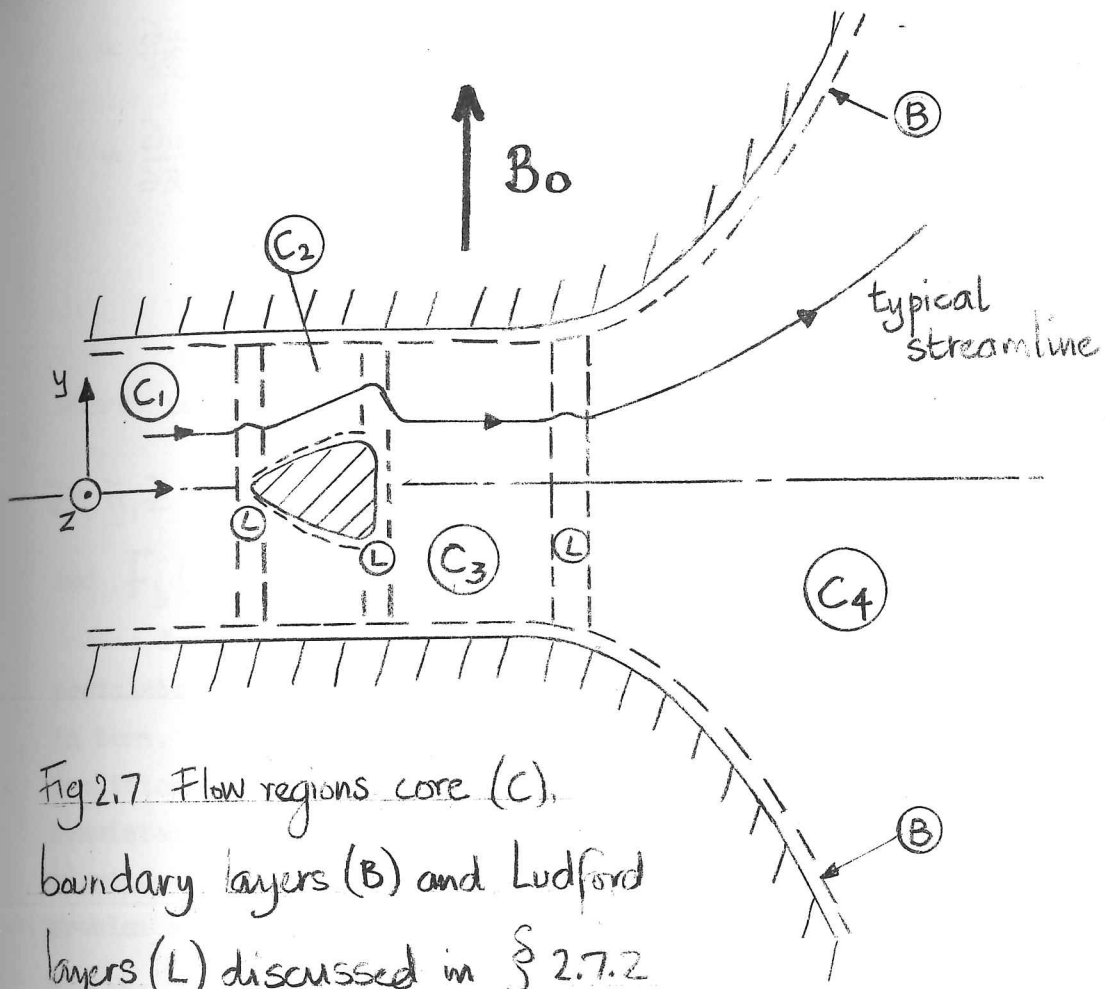 B
B₀
C₂
typical
streamline
y
C₁
z
L
L
C₃
L
C₄
B
Fig 2.7 Flow regions core (C),
boundary layers (B) and Ludford
layers (L) discussed in § 2.7.2